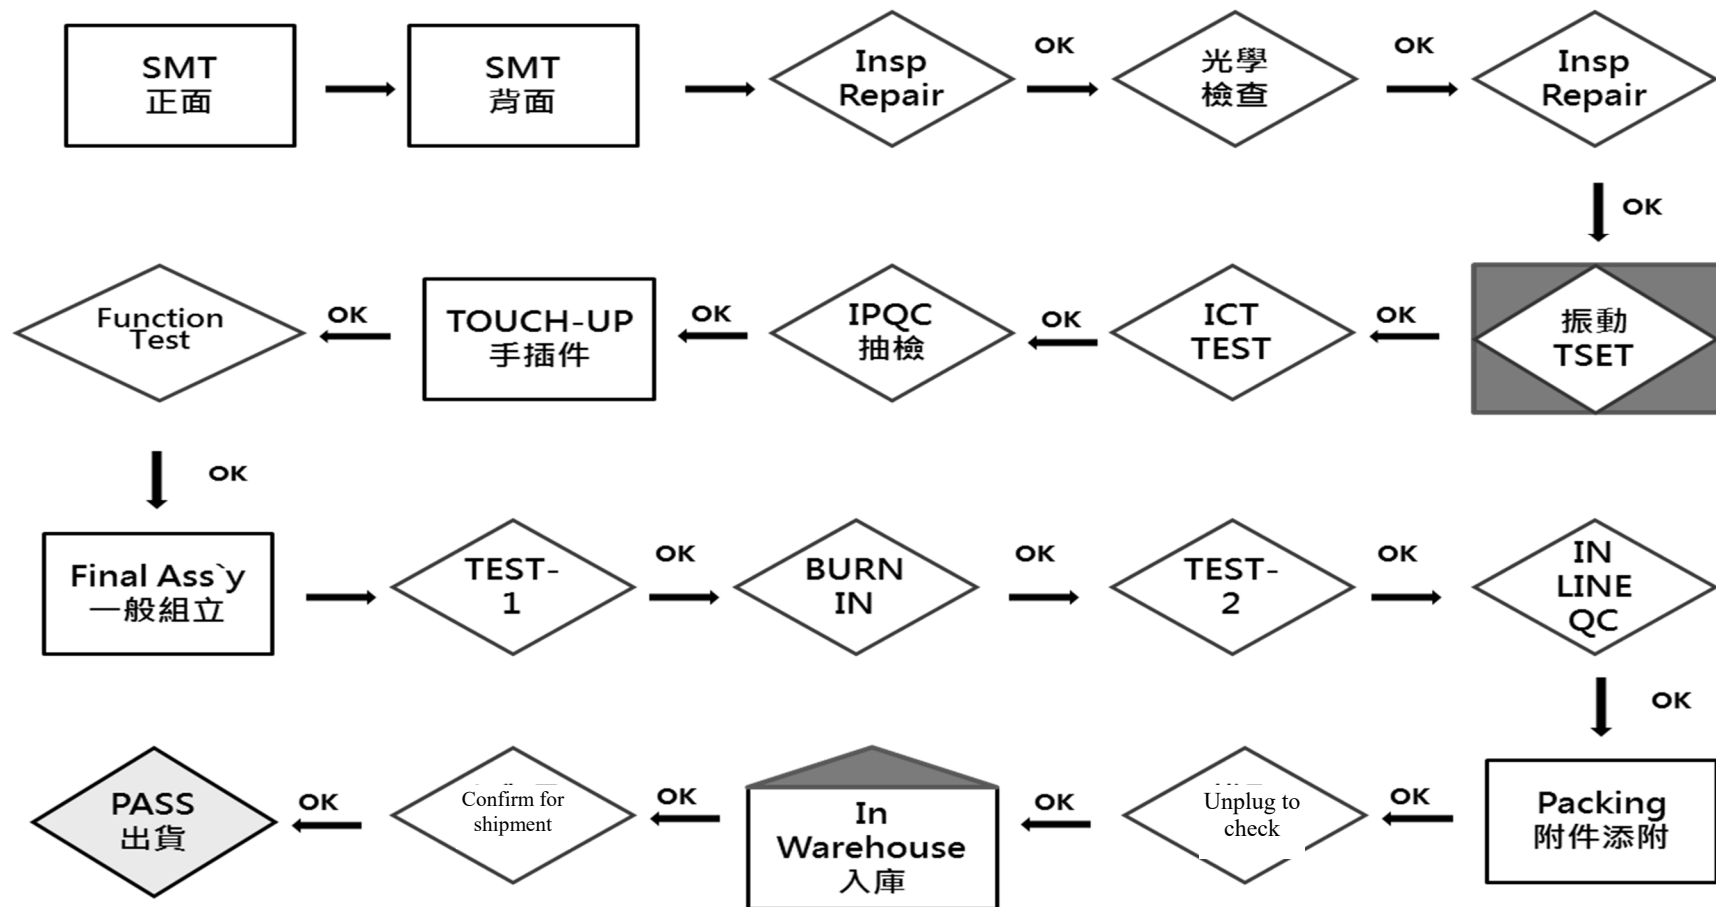 SMT
正面
SMT
背面
Insp
Repair
OK
光學
檢查
OK
Insp
Repair
OK
振動
TSET
OK
ICT
TEST
OK
IPQC
抽檢
OK
TOUCH-UP
手插件
OK
Function
Test
OK
Final Ass`y
一般組立
TEST-
1
OK
BURN
IN
OK
TEST-
2
OK
IN
LINE
QC
OK
Packing
附件添附
OK
Unplug to
check
OK
In
Warehouse
入庫
OK
Confirm for
shipment
OK
PASS
出貨